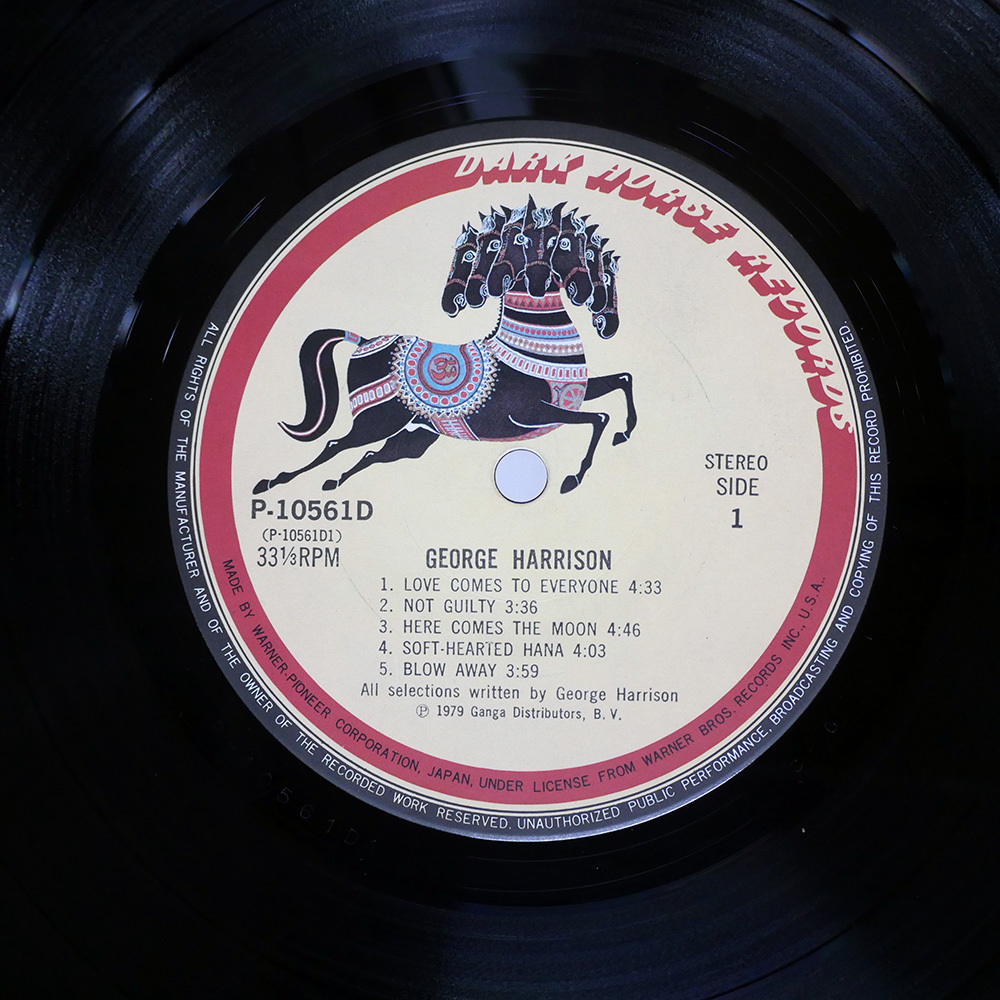 DARK HORSE RECORDS
STEREO
SIDE
1
P-10561D
(P-10561D1)
33⅓RPM
GEORGE HARRISON
1. LOVE COMES TO EVERYONE 4:33
2. NOT GUILTY 3:36
3. HERE COMES THE MOON 4:46
4. SOFT-HEARTED HANA 4:03
5. BLOW AWAY 3:59
All selections written by George Harrison
℗ 1979 Ganga Distributors, B. V.
MADE BY WARNER-PIONEER CORPORATION, JAPAN, UNDER LICENSE FROM WARNER BROS. RECORDS INC., U.S.A..
ALL RIGHTS OF THE MANUFACTURER AND OF THE OWNER OF THE RECORDED WORK RESERVED. UNAUTHORIZED PUBLIC PERFORMANCE, BROADCASTING AND COPYING OF THIS RECORD PROHIBITED.